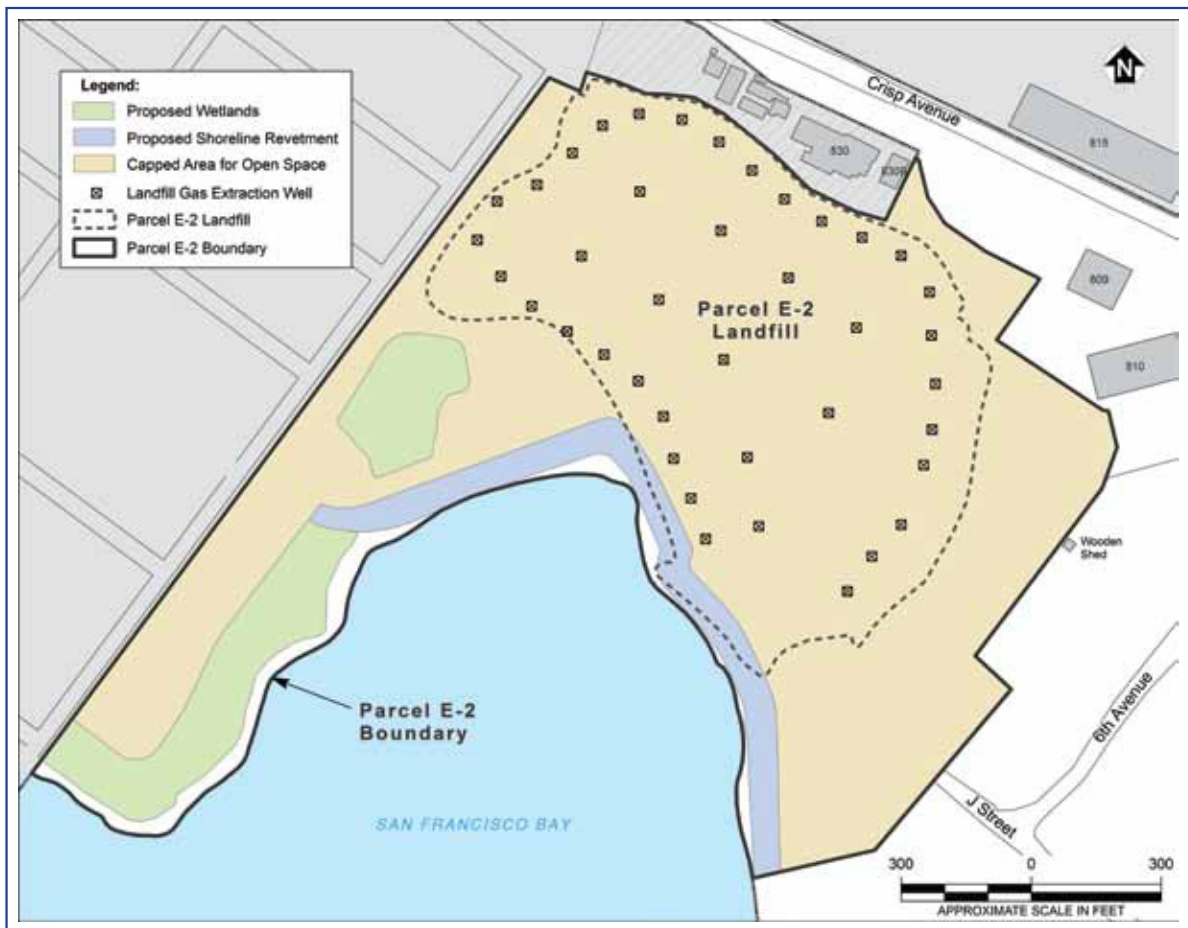 Legend:
Proposed Wetlands
Proposed Shoreline Revetment
Capped Area for Open Space
Landfill Gas Extraction Well
Parcel E-2 Landfill
Parcel E-2 Boundary
N
Crisp Avenue
815
830
809
810
Parcel E-2
Landfill
Wooden
Shed
Parcel E-2
Boundary
6th Avenue
J Street
SAN FRANCISCO BAY
300
0
300
APPROXIMATE SCALE IN FEET